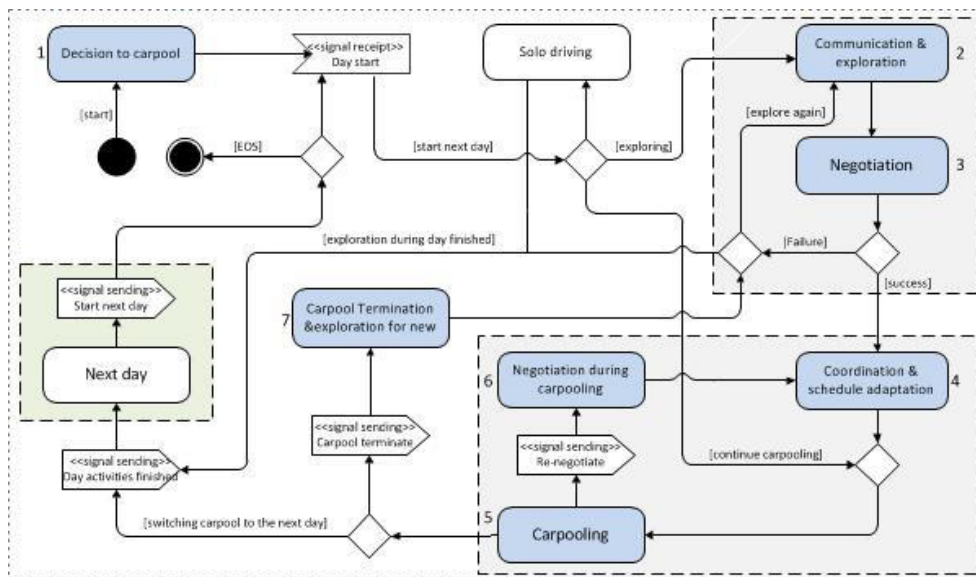 1
Decision to carpool
<<signal receipt>>
Day start
Solo driving
Communication &
exploration
2
[start]
[EOS]
[start next day]
[exploring]
[explore again]
Negotiation
3
[exploration during day finished]
[Failure]
[success]
<<signal sending>>
Start next day
7
Carpool Termination
&exploration for new
Next day
6
Negotiation during
carpooling
Coordination &
schedule adaptation
4
<<signal sending>>
Carpool terminate
<<signal sending>>
Re-negotiate
<<signal sending>>
Day activities finished
[continue carpooling]
[switching carpool to the next day]
5
Carpooling